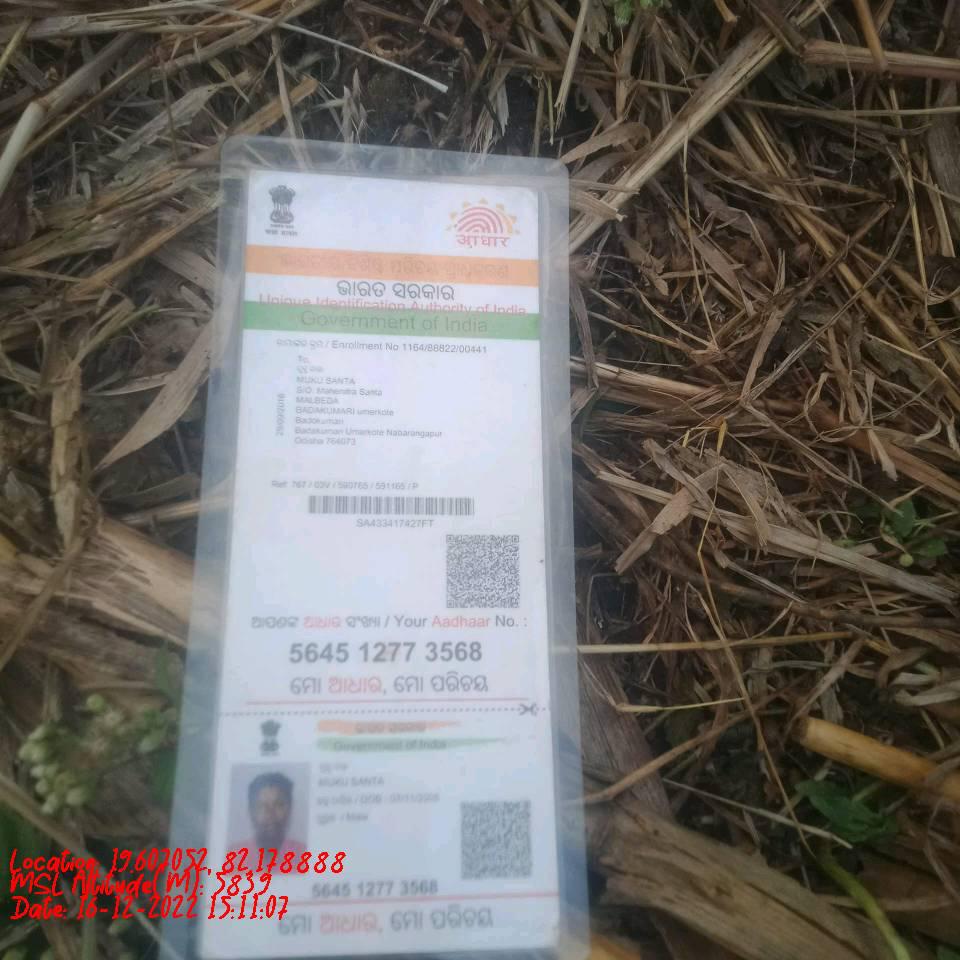 आधार
ଭାରତ ସରକାର
Unique Identification Authority of India
Government of India
/ Enrollment No 1164/88822/00441
To,
MUKU SANTA
S/O: Mahendra Santa
MALBEDA
BADAKUMARI umerkote
Badakumari Umerkote Nabarangapur
Odisha 764073
Ref: 767 / 03V / 590765 / 591165 / P
SA433417427FT
ଆପଣଙ୍କ ଆଧାର ସଂଖ୍ୟା / Your Aadhaar No. :
5645 1277 3568
ମୋ ଆଧାର, ମୋ ପରିଚୟ
Government of India
MUKU SANTA
/ Male
5645 1277 3568
ମୋ ଆଧାର, ମୋ ପରିଚୟ
Location: 19.607052, 82.178888
MSL Altitude( M): 583.9
Date: 16-12-2022 15:11:07